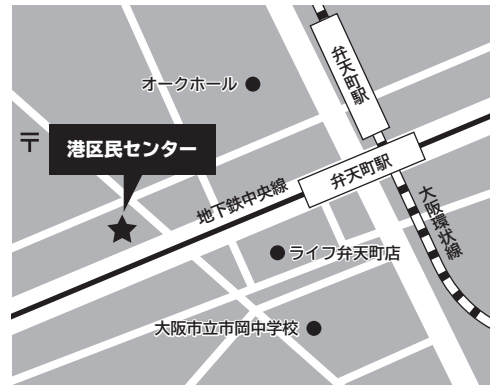 弁天町駅
オークホール
〒
港区民センター
弁天町駅
地下鉄中央線
大阪環状線
ライフ弁天町店
大阪市立市岡中学校